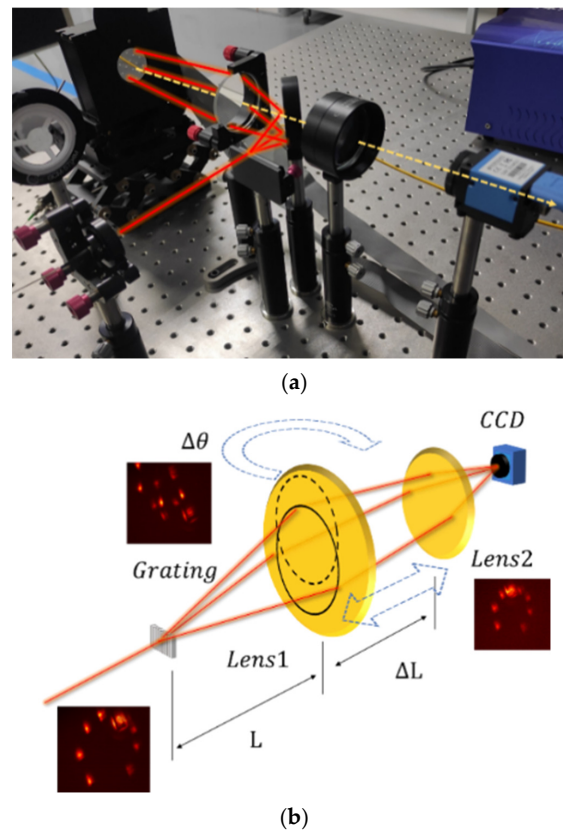 (a)
Δθ
CCD
Grating
Lens2
Lens1
ΔL
L
(b)